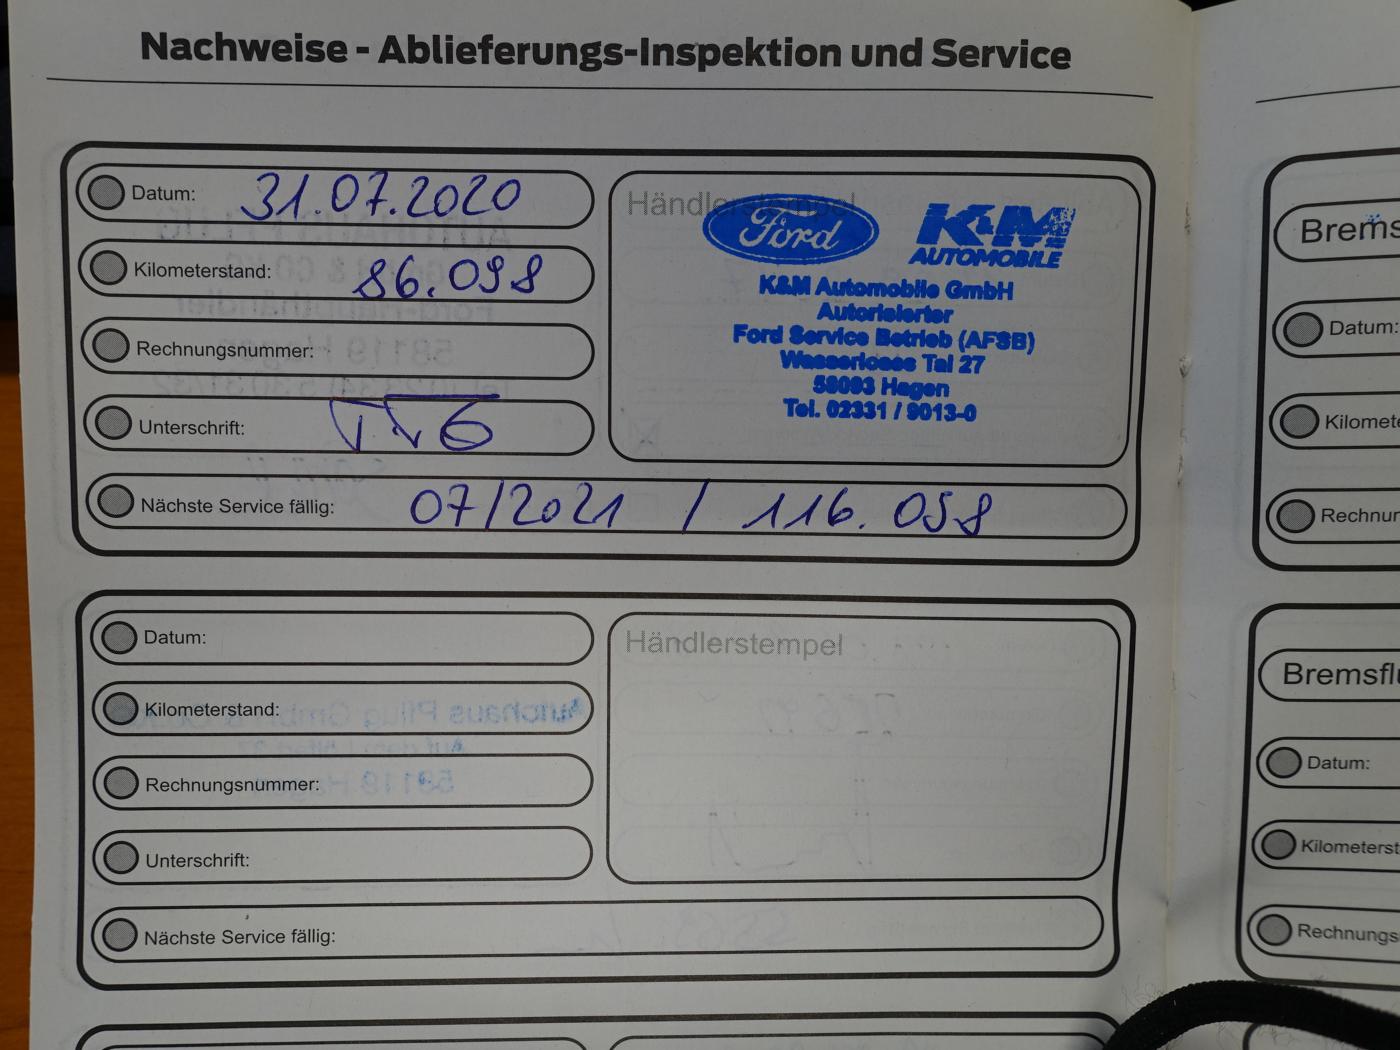 Nachweise - Ablieferungs-Inspektion und Service
Datum: 31.07.2020
Kilometerstand: 86.098
Rechnungsnummer:
Unterschrift:
Nächste Service fällig: 07/2021 / 116.098
Händlerstempel
Ford K&M
AUTOMOBILE
K&M Automobile GmbH
Autorisierter
Ford Service Betrieb (AFSB)
Wasserloses Tal 27
58093 Hagen
Tel. 02331 / 9013-0
Datum:
Kilometerstand:
Rechnungsnummer:
Unterschrift:
Nächste Service fällig:
Händlerstempel
Brems
Datum:
Kilomete
Rechnur
Bremsflu
Datum:
Kilometerst
Rechnungs